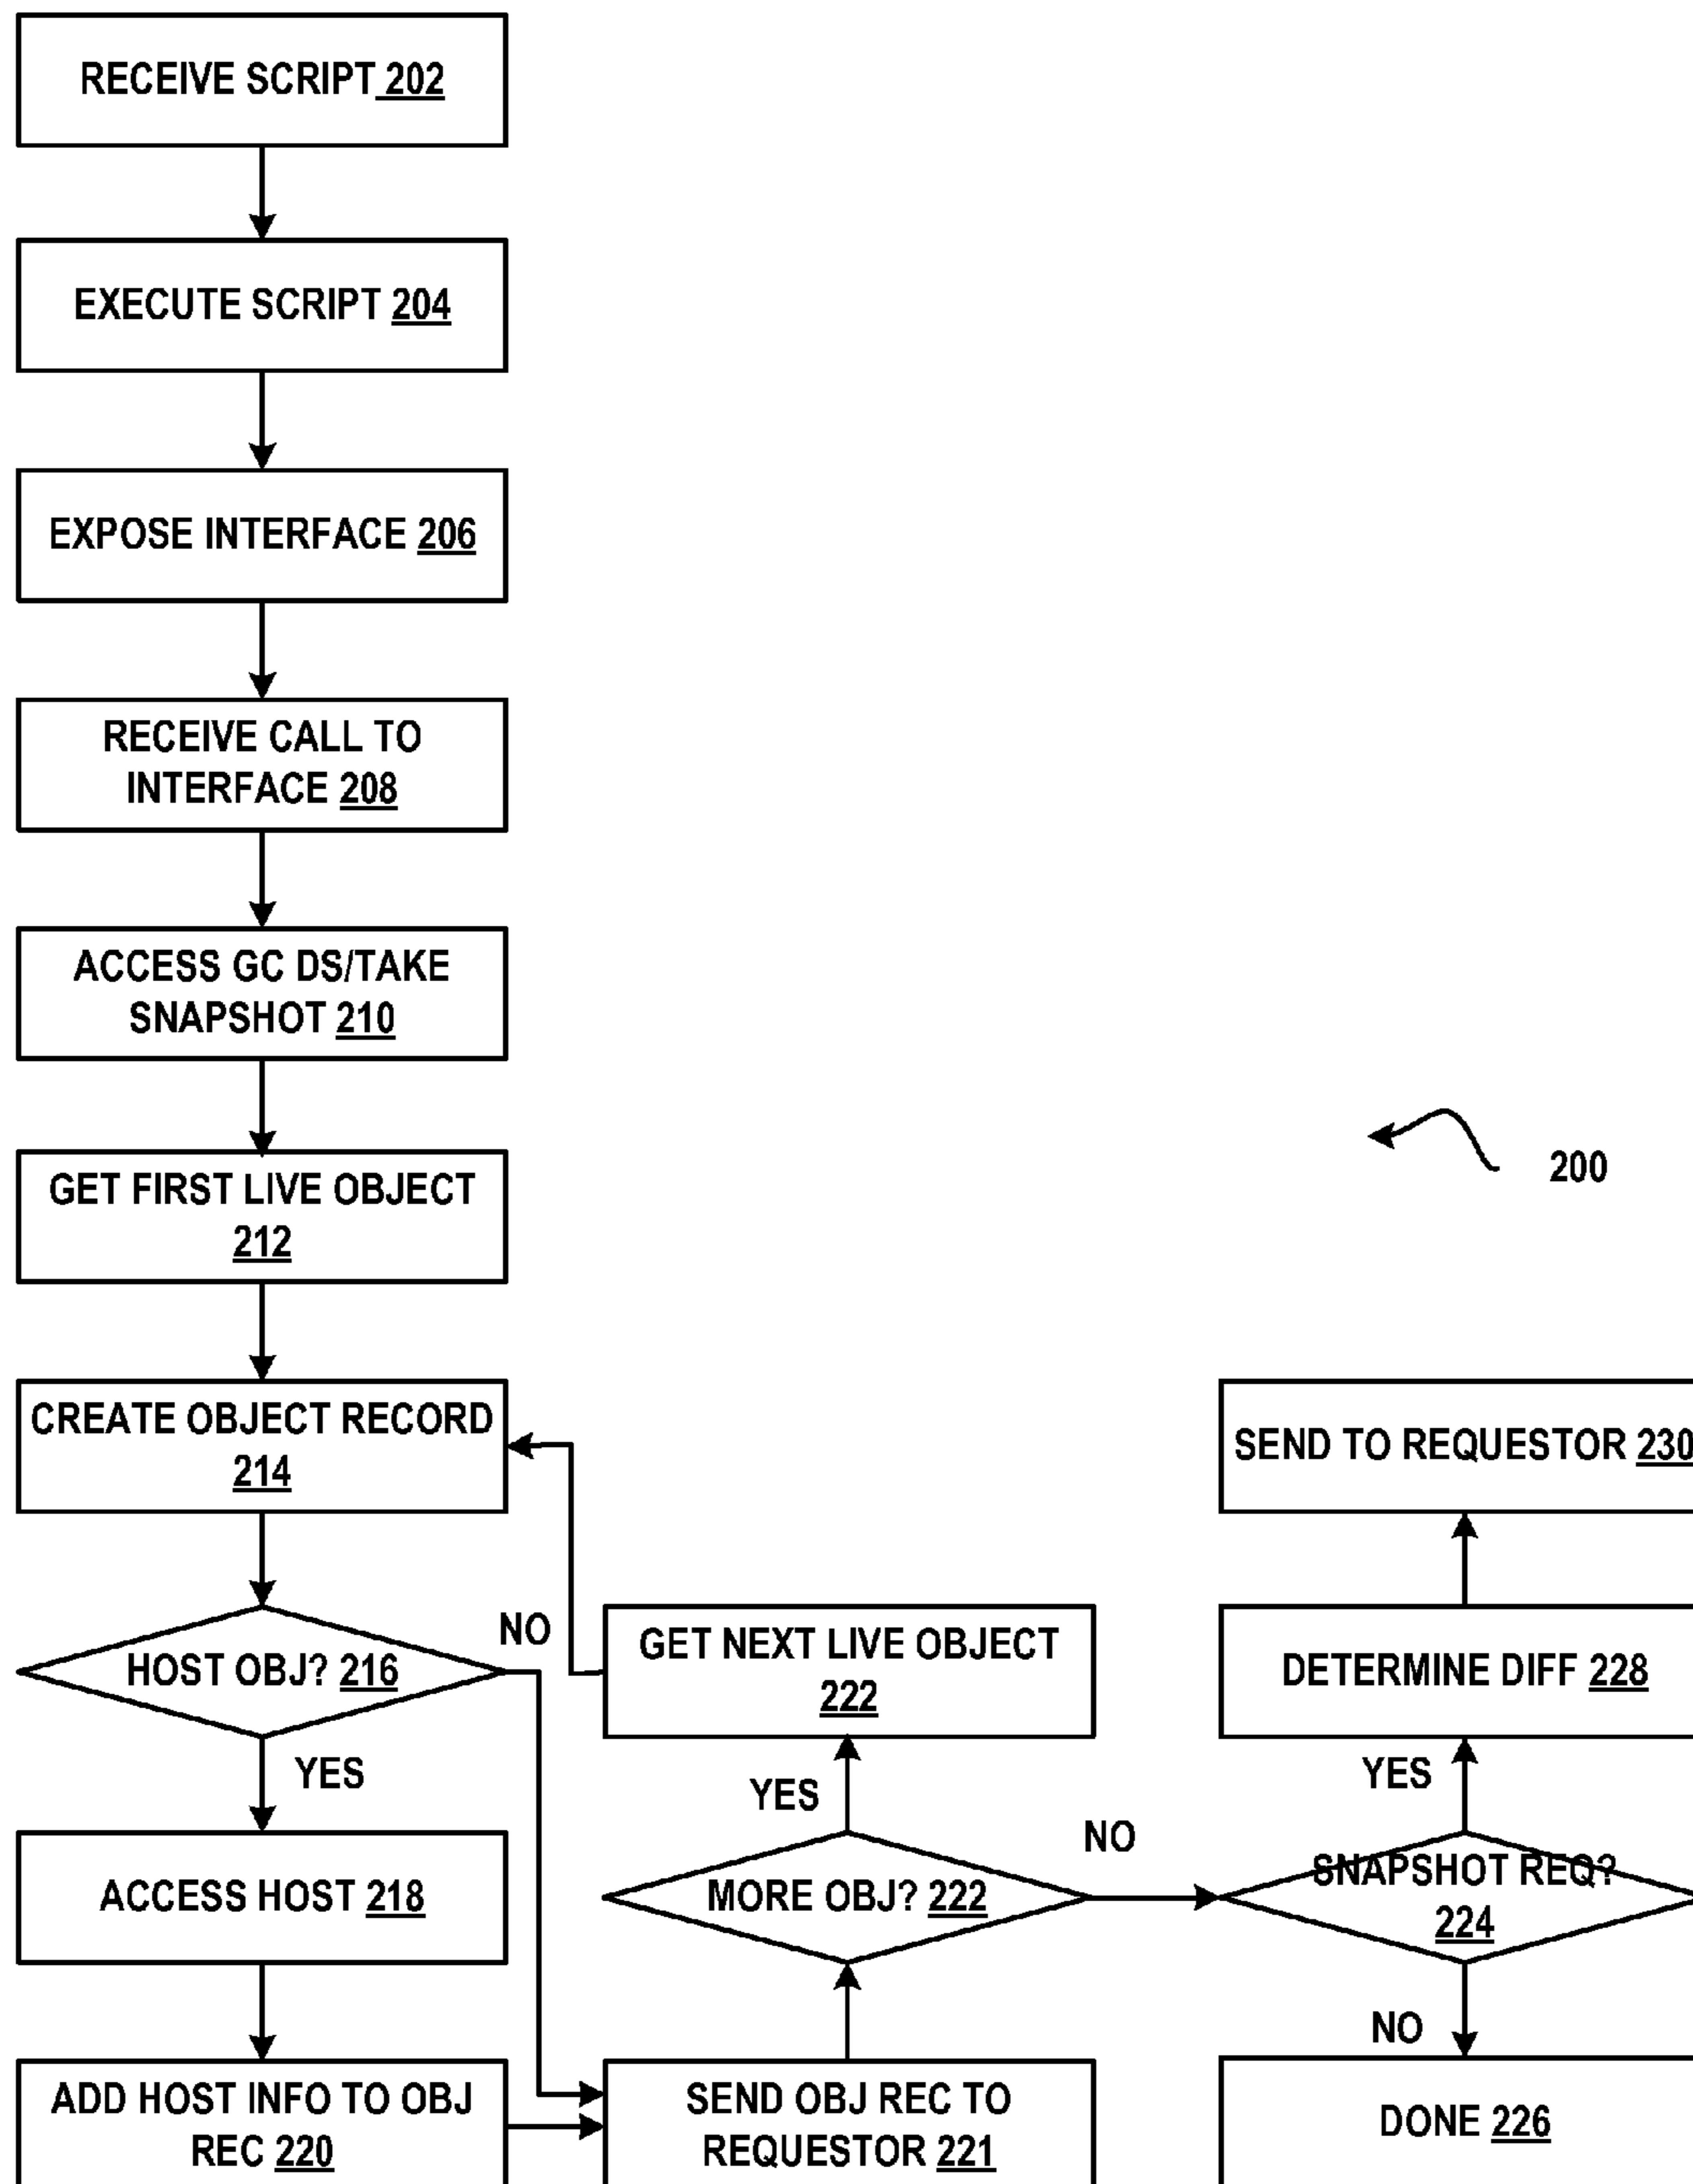 RECEIVE SCRIPT 202
EXECUTE SCRIPT 204
EXPOSE INTERFACE 206
RECEIVE CALL TO
INTERFACE 208
ACCESS GC DS/TAKE
SNAPSHOT 210
GET FIRST LIVE OBJECT
212
200
CREATE OBJECT RECORD
214
HOST OBJ? 216
NO
YES
ACCESS HOST 218
ADD HOST INFO TO OBJ
REC 220
SEND OBJ REC TO
REQUESTOR 221
MORE OBJ? 222
YES
NO
GET NEXT LIVE OBJECT
222
SNAPSHOT REQ?
224
YES
NO
DETERMINE DIFF 228
SEND TO REQUESTOR 230
DONE 226